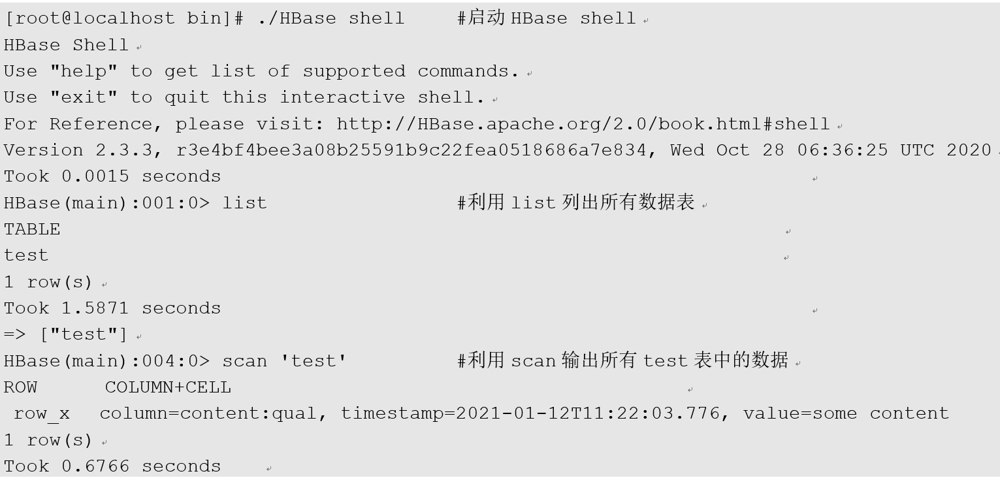 [root@localhost bin]# ./HBase shell #启动 HBase shell
HBase Shell
Use "help" to get list of supported commands.
Use "exit" to quit this interactive shell.
For Reference, please visit: http://HBase.apache.org/2.0/book.html#shell
Version 2.3.3, r3e4bf4bee3a08b25591b9c22fea0518686a7e834, Wed Oct 28 06:36:25 UTC 2020
Took 0.0015 seconds
HBase(main):001:0> list #利用 list 列出所有数据表
TABLE
test
1 row(s)
Took 1.5871 seconds
=> ["test"]
HBase(main):004:0> scan 'test' #利用 scan 输出所有 test 表中的数据
ROW COLUMN+CELL
row_x column=content:qual, timestamp=2021-01-12T11:22:03.776, value=some content
1 row(s)
Took 0.6766 seconds